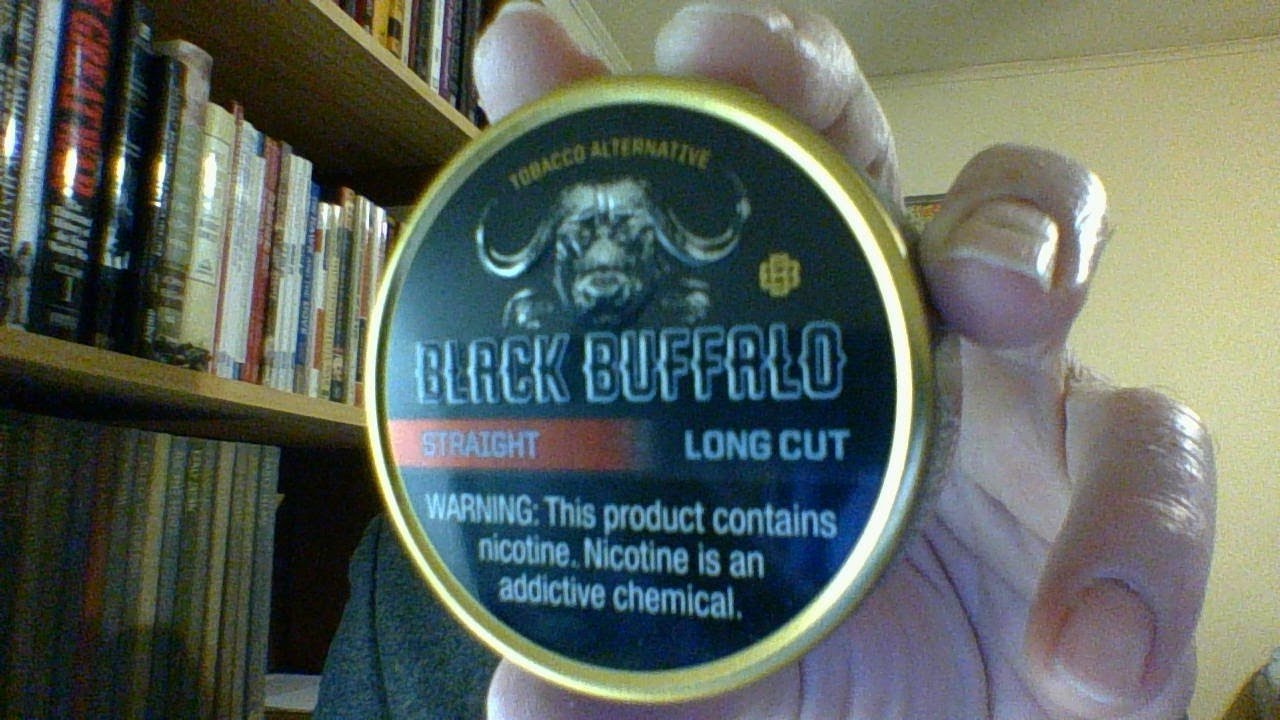 TOBACCO ALTERNATIVE
BLACK BUFFALO
STRAIGHT LONG CUT
WARNING: This product contains
nicotine. Nicotine is an
addictive chemical.